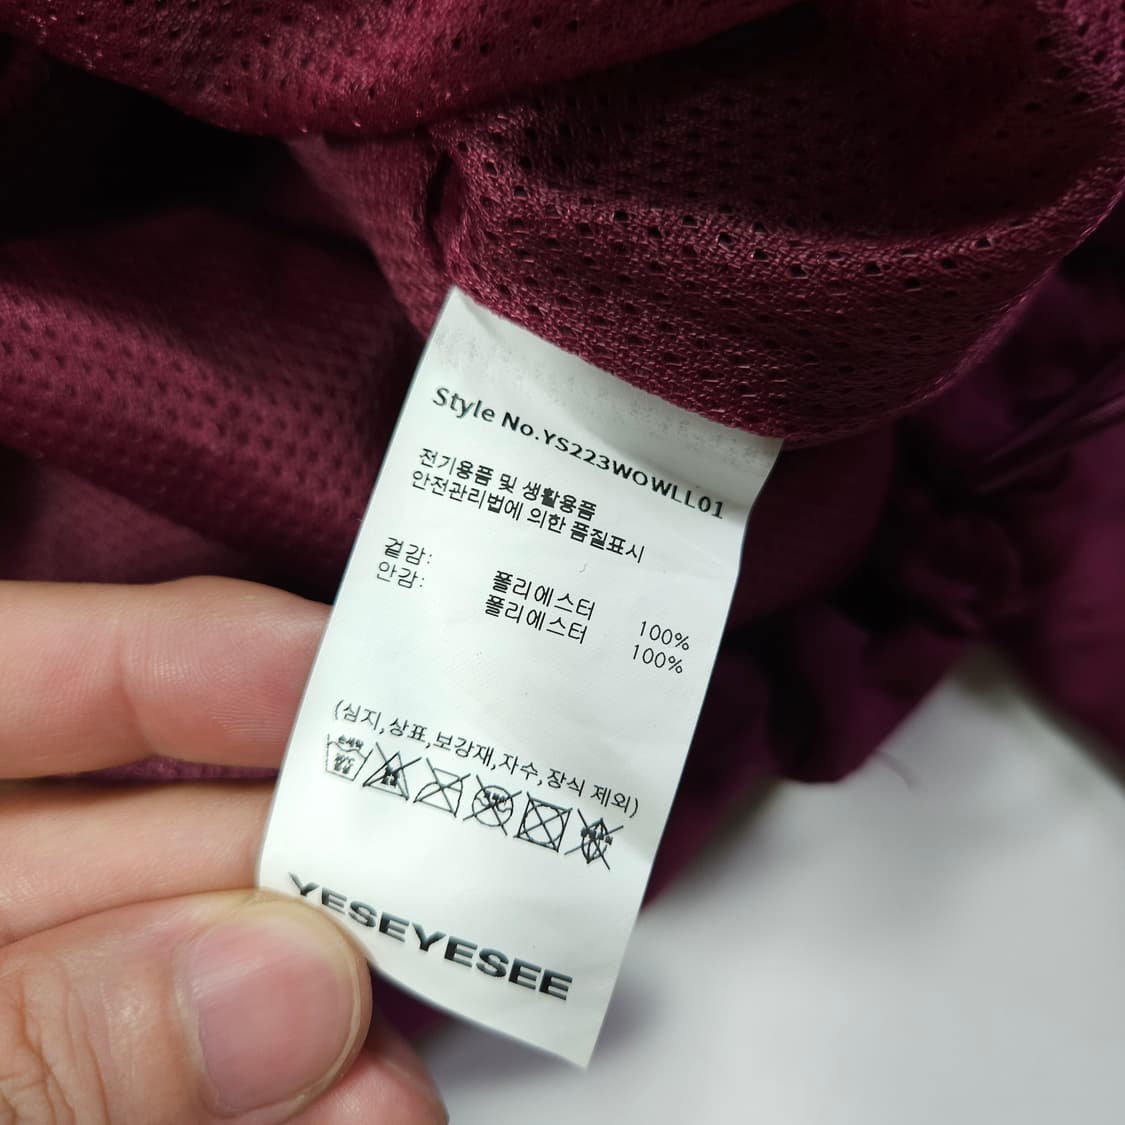 Style No.YS223WOWLL01
전기용품 및 생활용품
안전관리법에 의한 품질표시
겉감: 폴리에스터 100%
안감: 폴리에스터 100%
(심지,상표,보강재,자수,장식 제외)
YESEYESEE